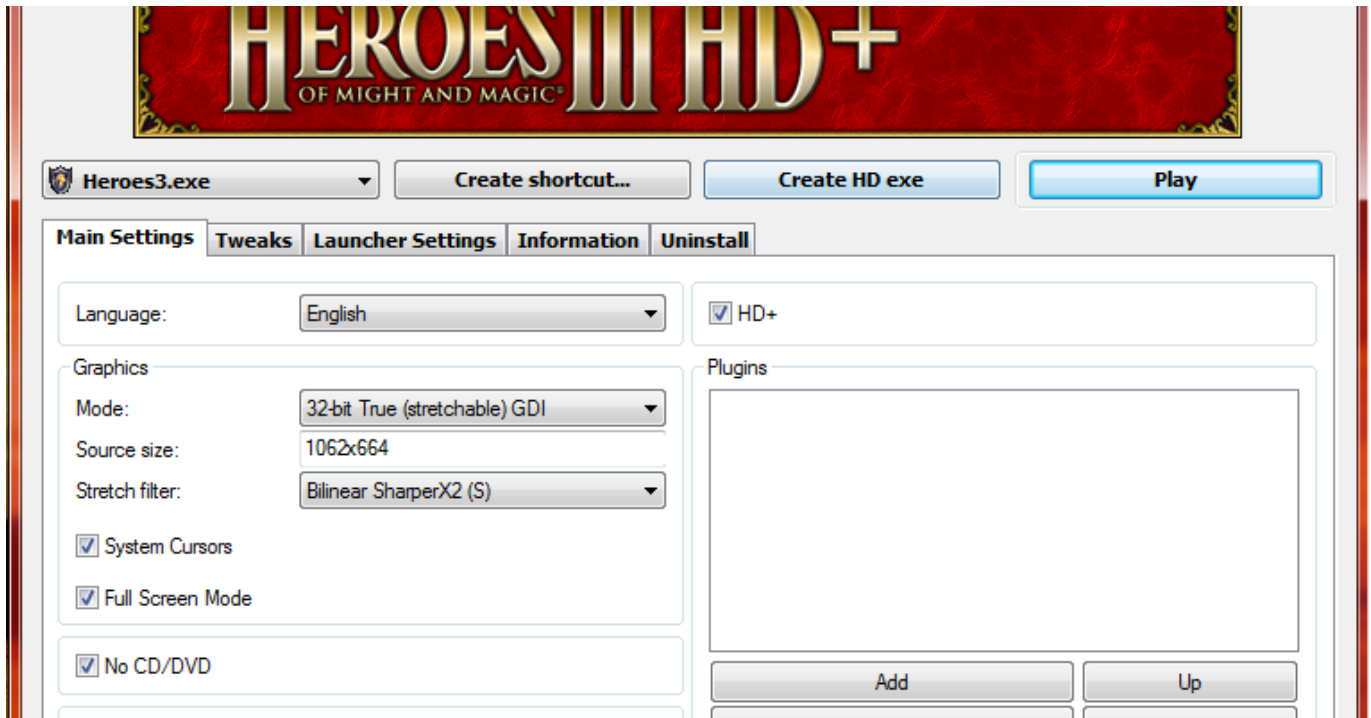 HEROES III HD+
OF MIGHT AND MAGIC®
Heroes3.exe
Create shortcut...
Create HD exe
Play
Main Settings
Tweaks
Launcher Settings
Information
Uninstall
Language:
English
HD+
Graphics
Plugins
Mode:
32-bit True (stretchable) GDI
Source size:
1062x664
Stretch filter:
Bilinear SharperX2 (S)
System Cursors
Full Screen Mode
No CD/DVD
Add
Up